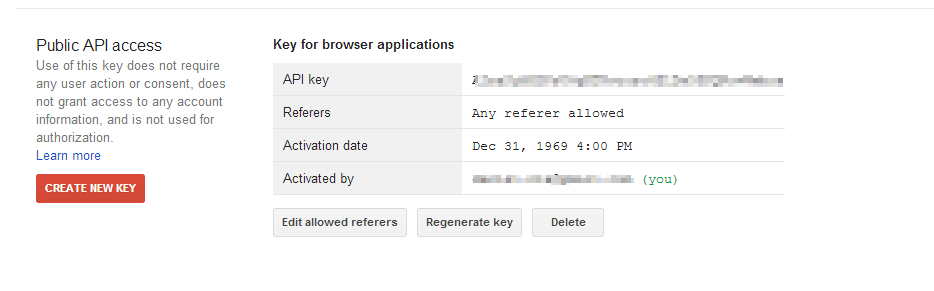 Public API access
Use of this key does not require
any user action or consent, does
not grant access to any account
information, and is not used for
authorization.
Learn more
CREATE NEW KEY
Key for browser applications
API key
Referers Any referer allowed
Activation date Dec 31, 1969 4:00 PM
Activated by (you)
Edit allowed referers Regenerate key Delete